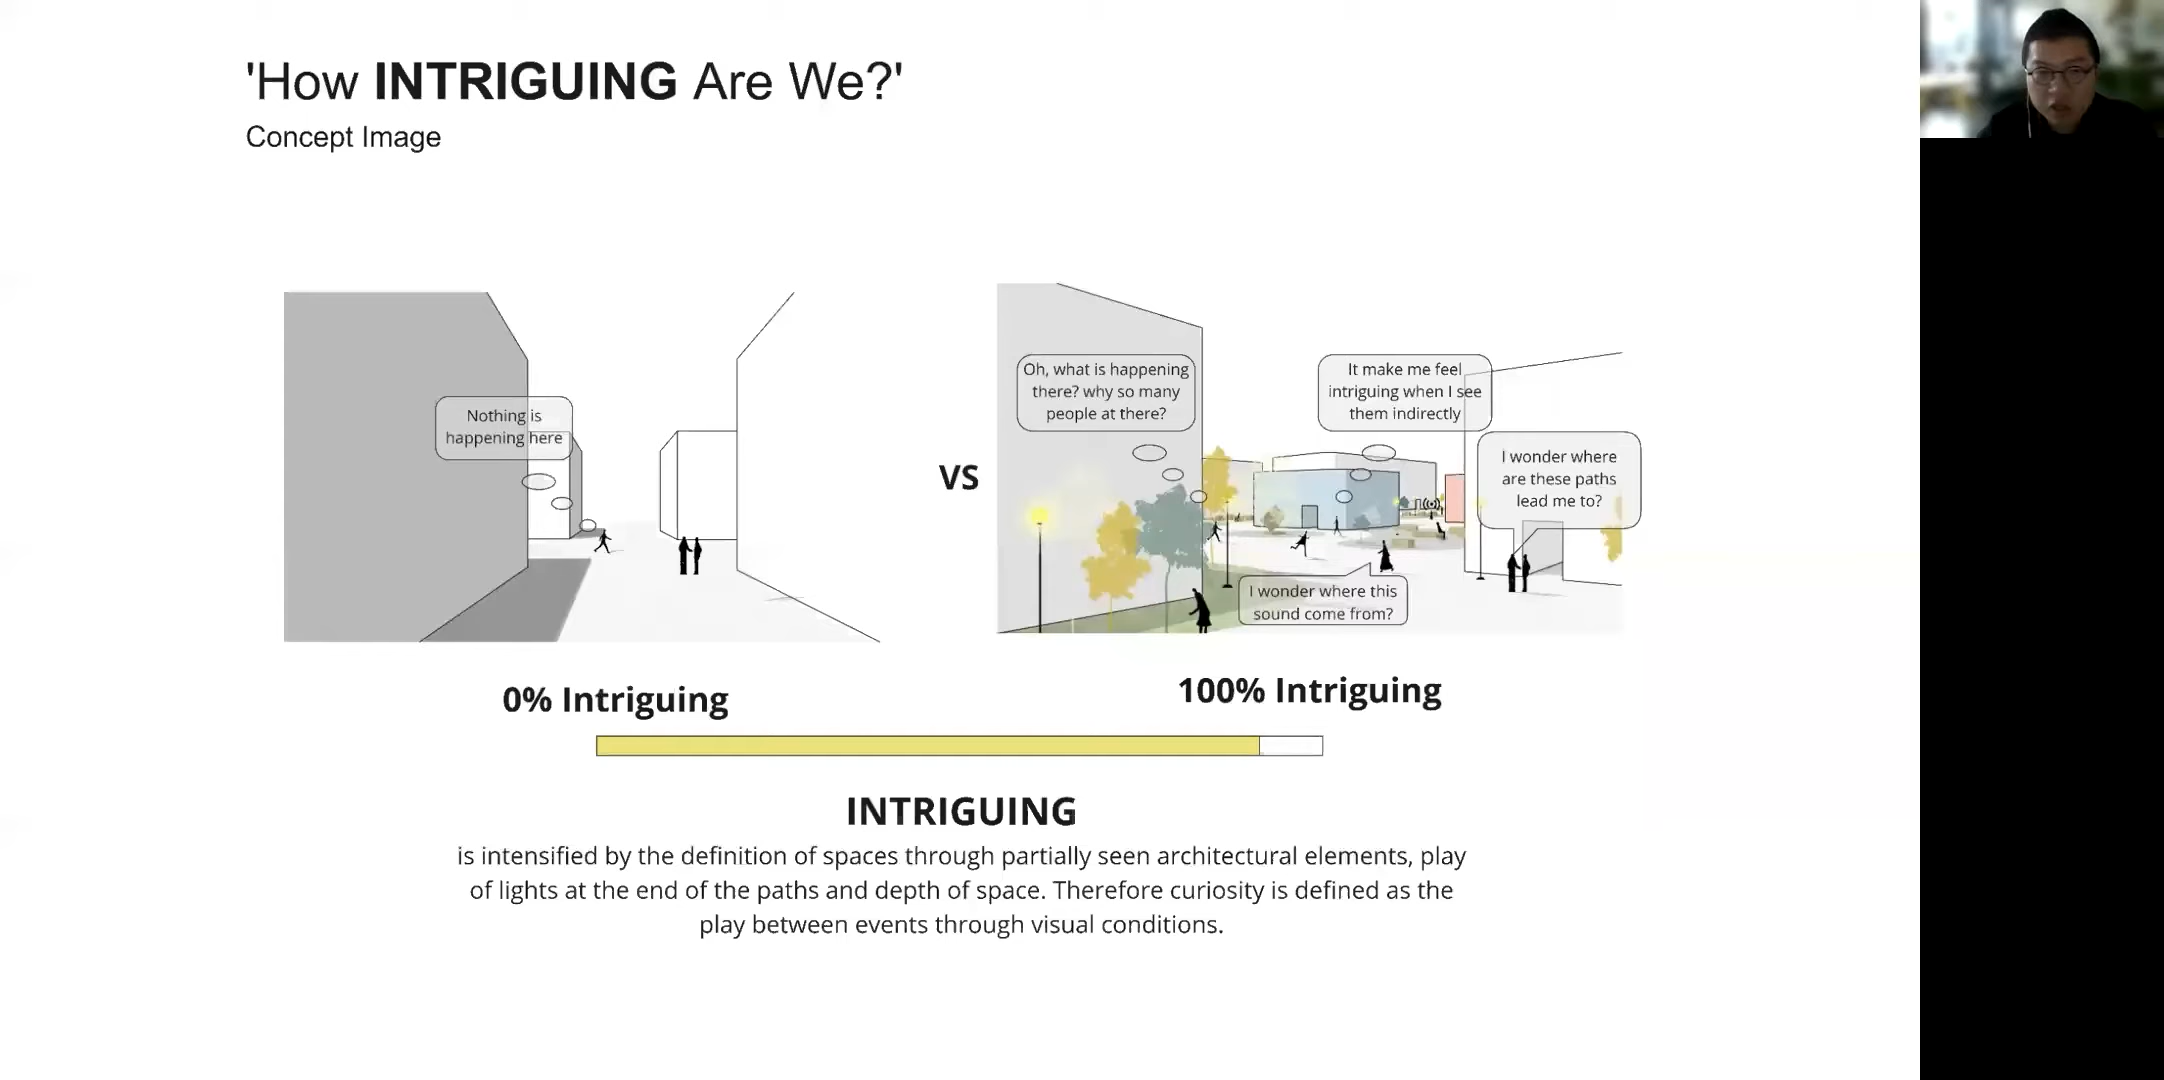 'How INTRIGUING Are We?'
Concept Image
Nothing is
happening here
VS
Oh, what is happening
there? why so many
people at there?
It make me feel
intriguing when I see
them indirectly
I wonder where
are these paths
lead me to?
I wonder where this
sound come from?
0% Intriguing
100% Intriguing
INTRIGUING
is intensified by the definition of spaces through partially seen architectural elements, play
of lights at the end of the paths and depth of space. Therefore curiosity is defined as the
play between events through visual conditions.